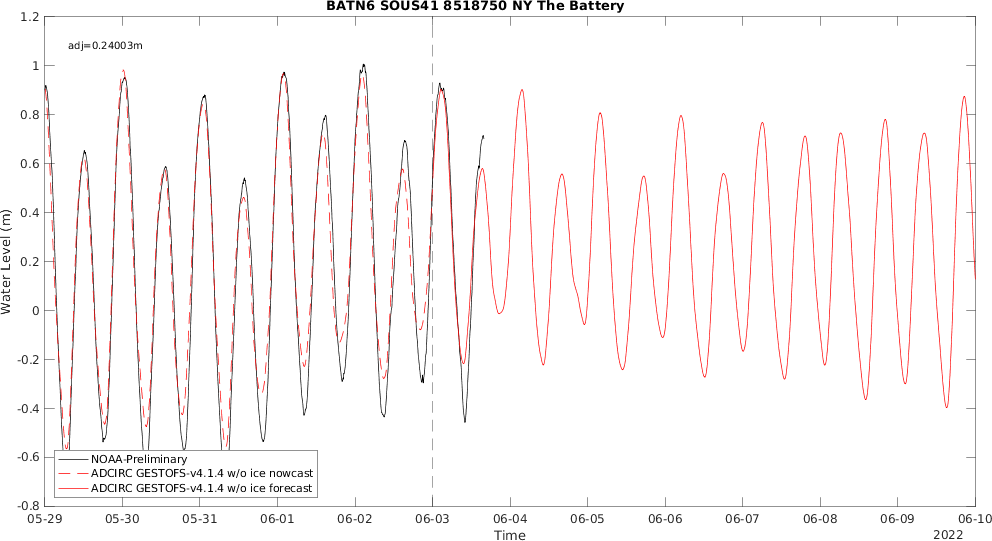 BATN6 SOUS41 8518750 NY The Battery
adj=0.24003m
Water Level (m)
1.2
1
0.8
0.6
0.4
0.2
0
-0.2
-0.4
-0.6
-0.8
NOAA-Preliminary
ADCIRC GESTOFS-v4.1.4 w/o ice nowcast
ADCIRC GESTOFS-v4.1.4 w/o ice forecast
05-29 05-30 05-31 06-01 06-02 06-03 06-04 06-05 06-06 06-07 06-08 06-09 06-10
Time
2022